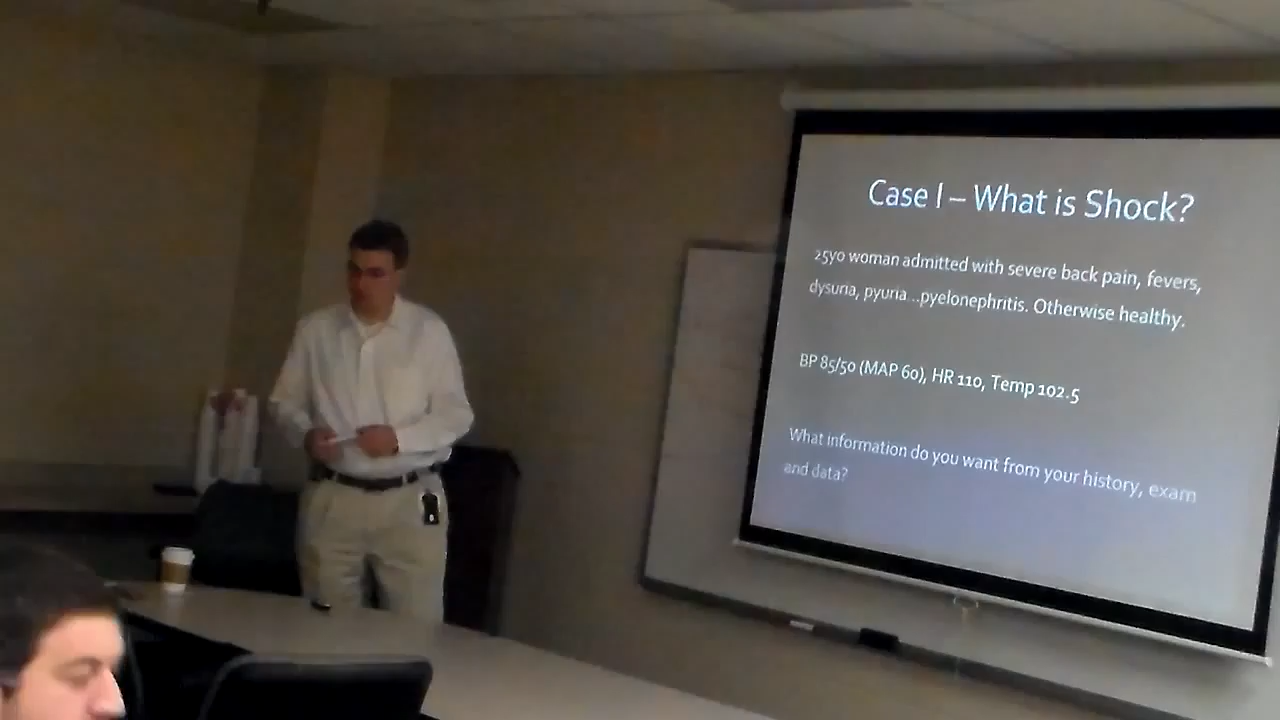 Case I – What is Shock?
25yo woman admitted with severe back pain, fevers,
dysuria, pyuria...pyelonephritis. Otherwise healthy.
BP 85/50 (MAP 60), HR 110, Temp 102.5
What information do you want from your history, exam
and data?